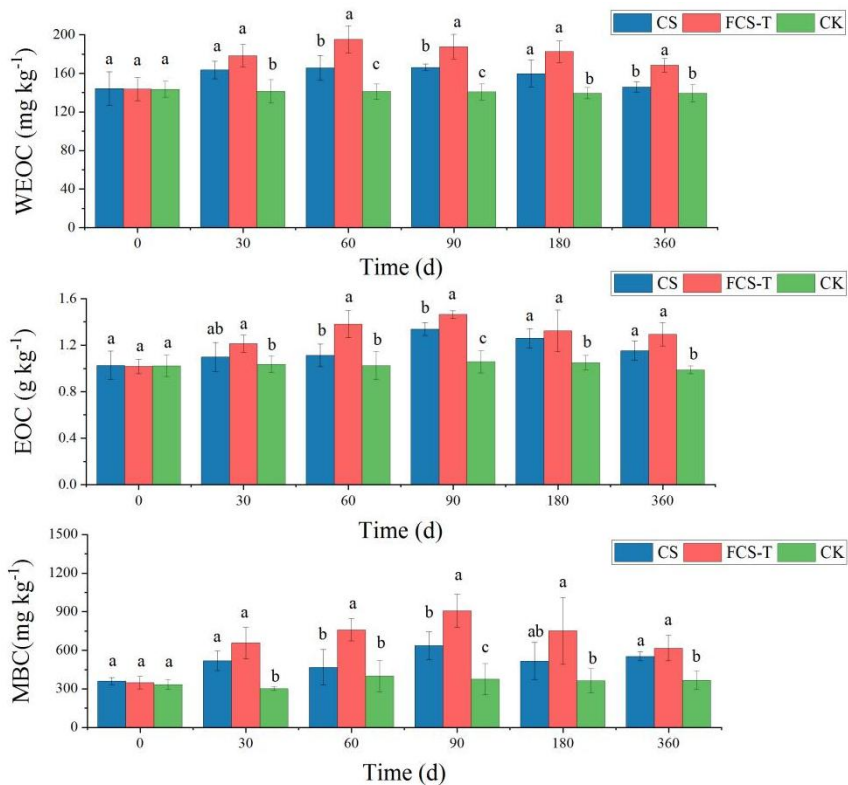 CS FCS-T CK
WEOC (mg kg⁻¹)
200
160
120
80
40
0
a a a a a b b a c b a c a a b b a b
0 30 60 90 180 360
Time (d)
CS FCS-T CK
EOC (g kg⁻¹)
1.6
1.2
0.8
0.4
0.0
a a a ab a b b a b b a c a a b a a b
0 30 60 90 180 360
Time (d)
CS FCS-T CK
MBC(mg kg⁻¹)
1500
1200
900
600
300
0
a a a a a b b a b b a c ab a b a a b
0 30 60 90 180 360
Time (d)